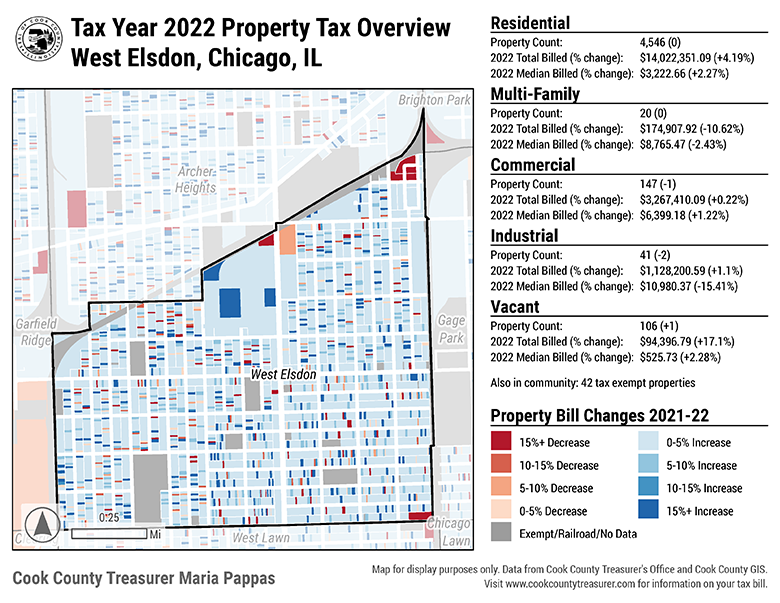 Tax Year 2022 Property Tax Overview
West Elsdon, Chicago, IL
Brighton Park
Archer
Heights
Garfield
Ridge
Gage
Park
West Elsdon
0.25
Mi
C
West Lawn
Chicago
Lawn
Residential
Property Count: 4,546 (0)
2022 Total Billed (% change): $14,022,351.09 (+4.19%)
2022 Median Billed (% change): $3,222.66 (+2.27%)
Multi-Family
Property Count: 20 (0)
2022 Total Billed (% change): $174,907.92 (-10.62%)
2022 Median Billed (% change): $8,765.47 (-2.43%)
Commercial
Property Count: 147 (-1)
2022 Total Billed (% change): $3,267,410.09 (+0.22%)
2022 Median Billed (% change): $6,399.18 (+1.22%)
Industrial
Property Count: 41 (-2)
2022 Total Billed (% change): $1,128,200.59 (+1.1%)
2022 Median Billed (% change): $10,980.37 (-15.41%)
Vacant
Property Count: 106 (+1)
2022 Total Billed (% change): $94,396.79 (+17.1%)
2022 Median Billed (% change): $525.73 (+2.28%)
Also in community: 42 tax exempt properties
Property Bill Changes 2021-22
15%+ Decrease
10-15% Decrease
5-10% Decrease
0-5% Decrease
Exempt/Railroad/No Data
0-5% Increase
5-10% Increase
10-15% Increase
15%+ Increase
Cook County Treasurer Maria Pappas
Map for display purposes only. Data from Cook County Treasurer's Office and Cook County GIS.
Visit www.cookcountytreasurer.com for information on your tax bill.